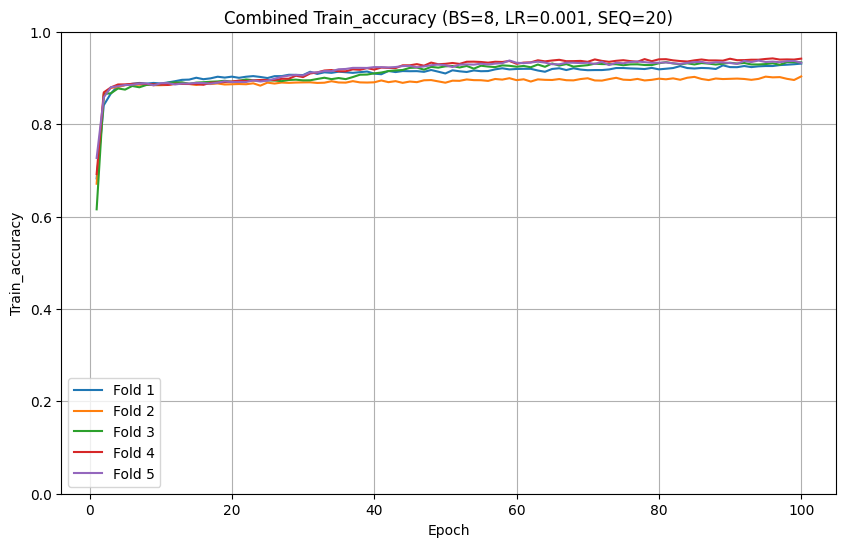 Combined Train_accuracy (BS=8, LR=0.001, SEQ=20)
Train_accuracy
1.0
0.8
0.6
0.4
0.2
0.0
Fold 1
Fold 2
Fold 3
Fold 4
Fold 5
0 20 40 60 80 100
Epoch